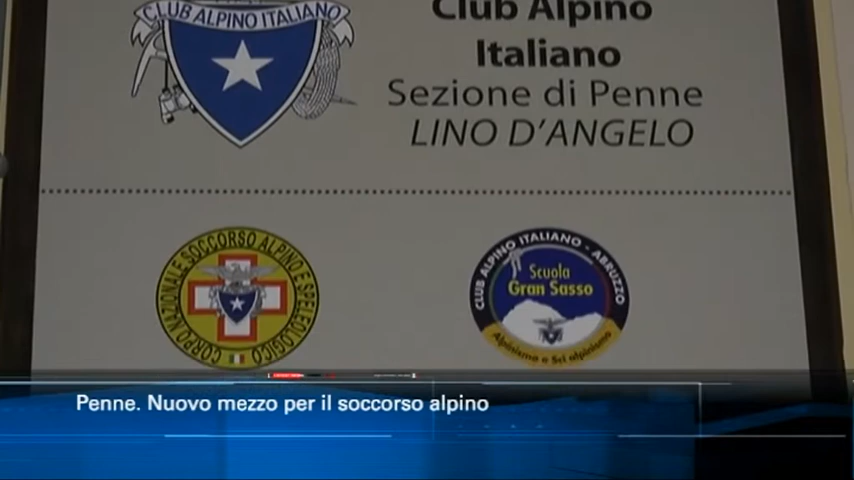 CLUB ALPINO ITALIANO
Club Alpino
Italiano
Sezione di Penne
LINO D'ANGELO
CORPO NAZIONALE SOCCORSO ALPINO E SPELEOLOGICO
CLUB ALPINO ITALIANO - ABRUZZO
Scuola
Gran Sasso
Alpinismo e Sci alpinismo
Penne. Nuovo mezzo per il soccorso alpino